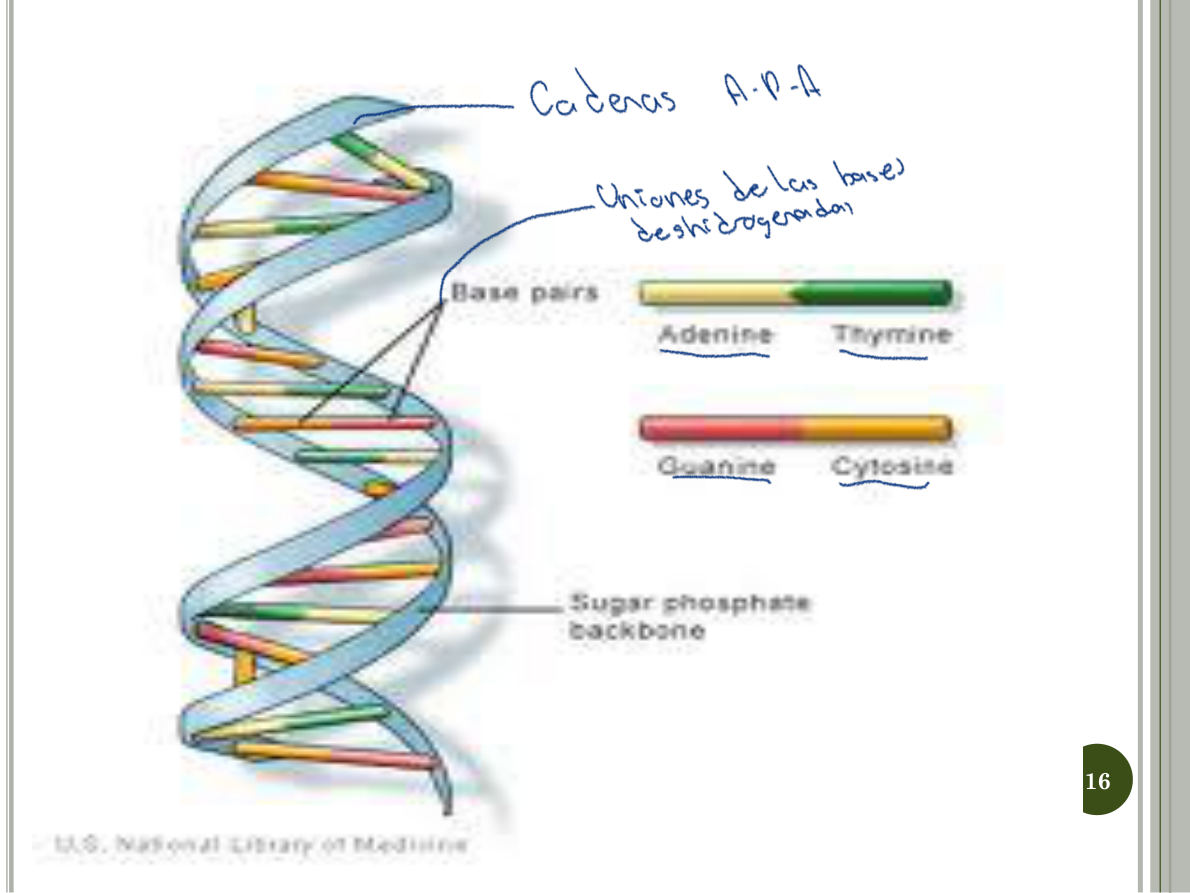 Cadenas A-P-A
Uniones de las bases
deshidrogenadas
Base pairs
Adenine Thymine
Guanine Cytosine
Sugar phosphate
backbone
16
U.S. National Library of Medicine